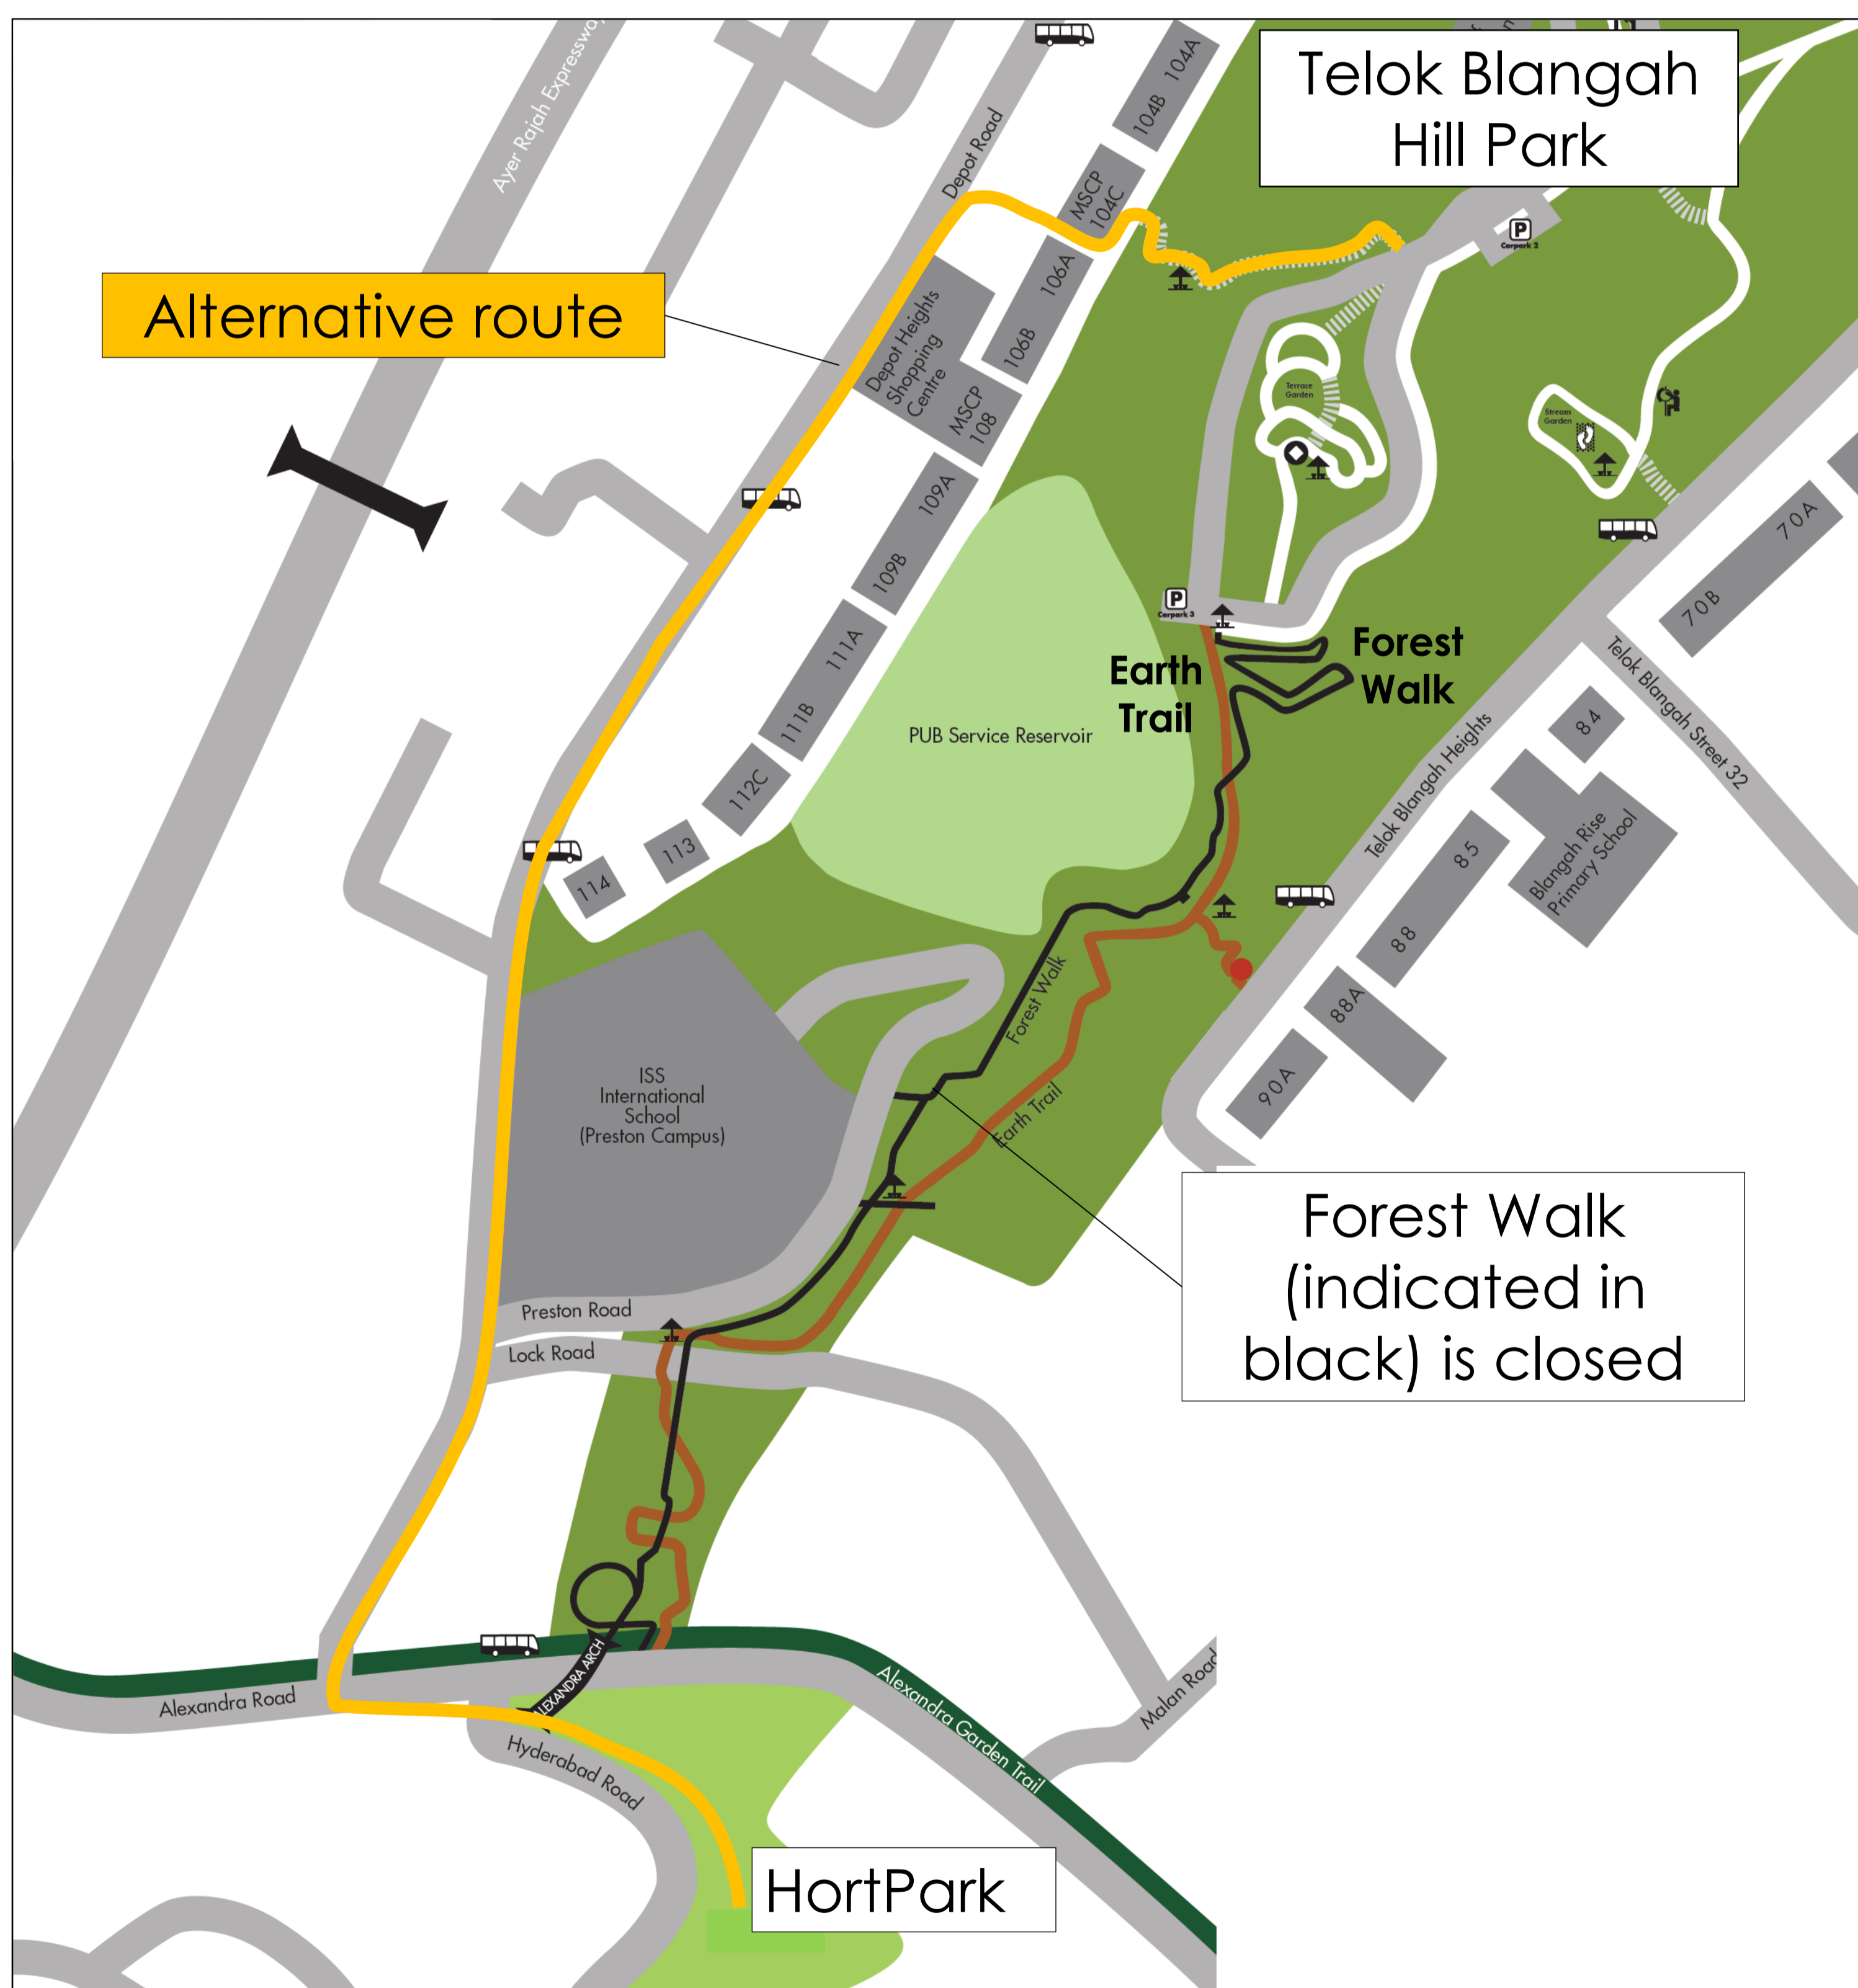 Ayer Rajah Expressway
Depot Road
104A
104B
MSCP
104C
106A
106B
Telok Blangah
Hill Park
P
Carpark 2
Alternative route
Depot Heights
Shopping
Centre
MSCP
108
Terrace
Garden
Stream
Garden
109A
109B
70A
70B
P
Carpark 3
111A
111B
112C
113
114
Earth
Trail
Forest
Walk
PUB Service Reservoir
Telok Blangah Heights
Telok Blangah Street 32
84
85
Blangah Rise
Primary School
88
88A
90A
Forest Walk
Earth Trail
ISS
International
School
(Preston Campus)
Forest Walk
(indicated in
black) is closed
Preston Road
Lock Road
ALEXANDRA ARCH
Alexandra Road
Alexandra Garden Trail
Malan Road
Hyderabad Road
HortPark